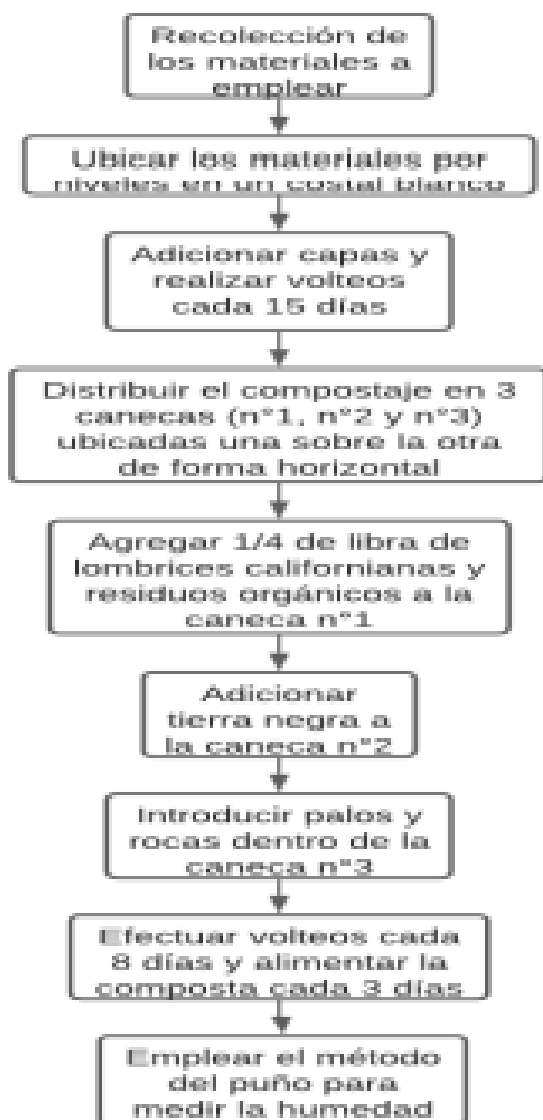 Recolección de
los materiales a
emplear
Ubicar los materiales por
niveles en un costal blanco
Adicionar capas y
realizar volteos
cada 15 días
Distribuir el compostaje en 3
canecas (n°1, n°2 y n°3)
ubicadas una sobre la otra
de forma horizontal
Agregar 1/4 de libra de
lombrices californianas y
residuos orgánicos a la
caneca n°1
Adicionar
tierra negra a
la caneca n°2
Introducir palos y
rocas dentro de la
caneca n°3
Efectuar volteos cada
8 días y alimentar la
composta cada 3 días
Emplear el método
del puño para
medir la humedad